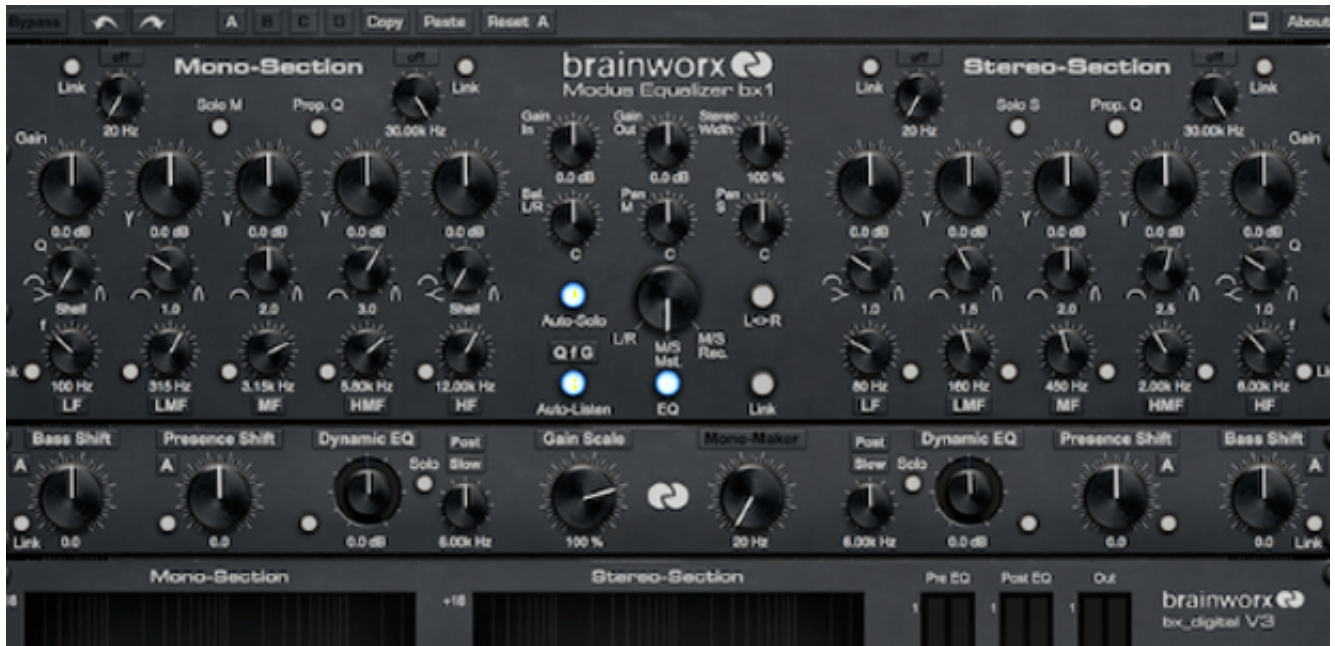 Bypass A B C D Copy Paste Reset A About
off Mono-Section off brainworx off Stereo-Section off
Link Link Modus Equalizer bx1 Link Link
20 Hz Solo M Prop. Q 30.00k Hz 20 Hz Solo S Prop. Q 30.00k Hz
Gain Gain In Gain Out Stereo Width Gain
0.0 dB 0.0 dB 100 %
0.0 dB 0.0 dB 0.0 dB 0.0 dB 0.0 dB Bal. L/R Pan M Pan S 0.0 dB 0.0 dB 0.0 dB 0.0 dB 0.0 dB
Q C C C Q
Shelf 1.0 2.0 3.0 Shelf 1.0 1.5 2.0 2.5 1.0
f Auto-Solo L/R M/S Mst. M/S Rec. L<>R f
100 Hz 315 Hz 3.15k Hz 5.80k Hz 12.00k Hz Q f G 80 Hz 160 Hz 450 Hz 2.00k Hz 6.00k Hz
LF LMF MF HMF HF Auto-Listen EQ Link LF LMF MF HMF HF
Bass Shift Presence Shift Dynamic EQ Post Gain Scale Mono-Maker Post Dynamic EQ Presence Shift Bass Shift
A A Solo Slow Slow Solo A A
Link 0.0 0.0 0.0 dB 6.00k Hz 100 % 20 Hz 6.00k Hz 0.0 dB 0.0 0.0 Link
Mono-Section Stereo-Section Pre EQ Post EQ Out
+18 1 1 1 brainworx
bx_digital V3